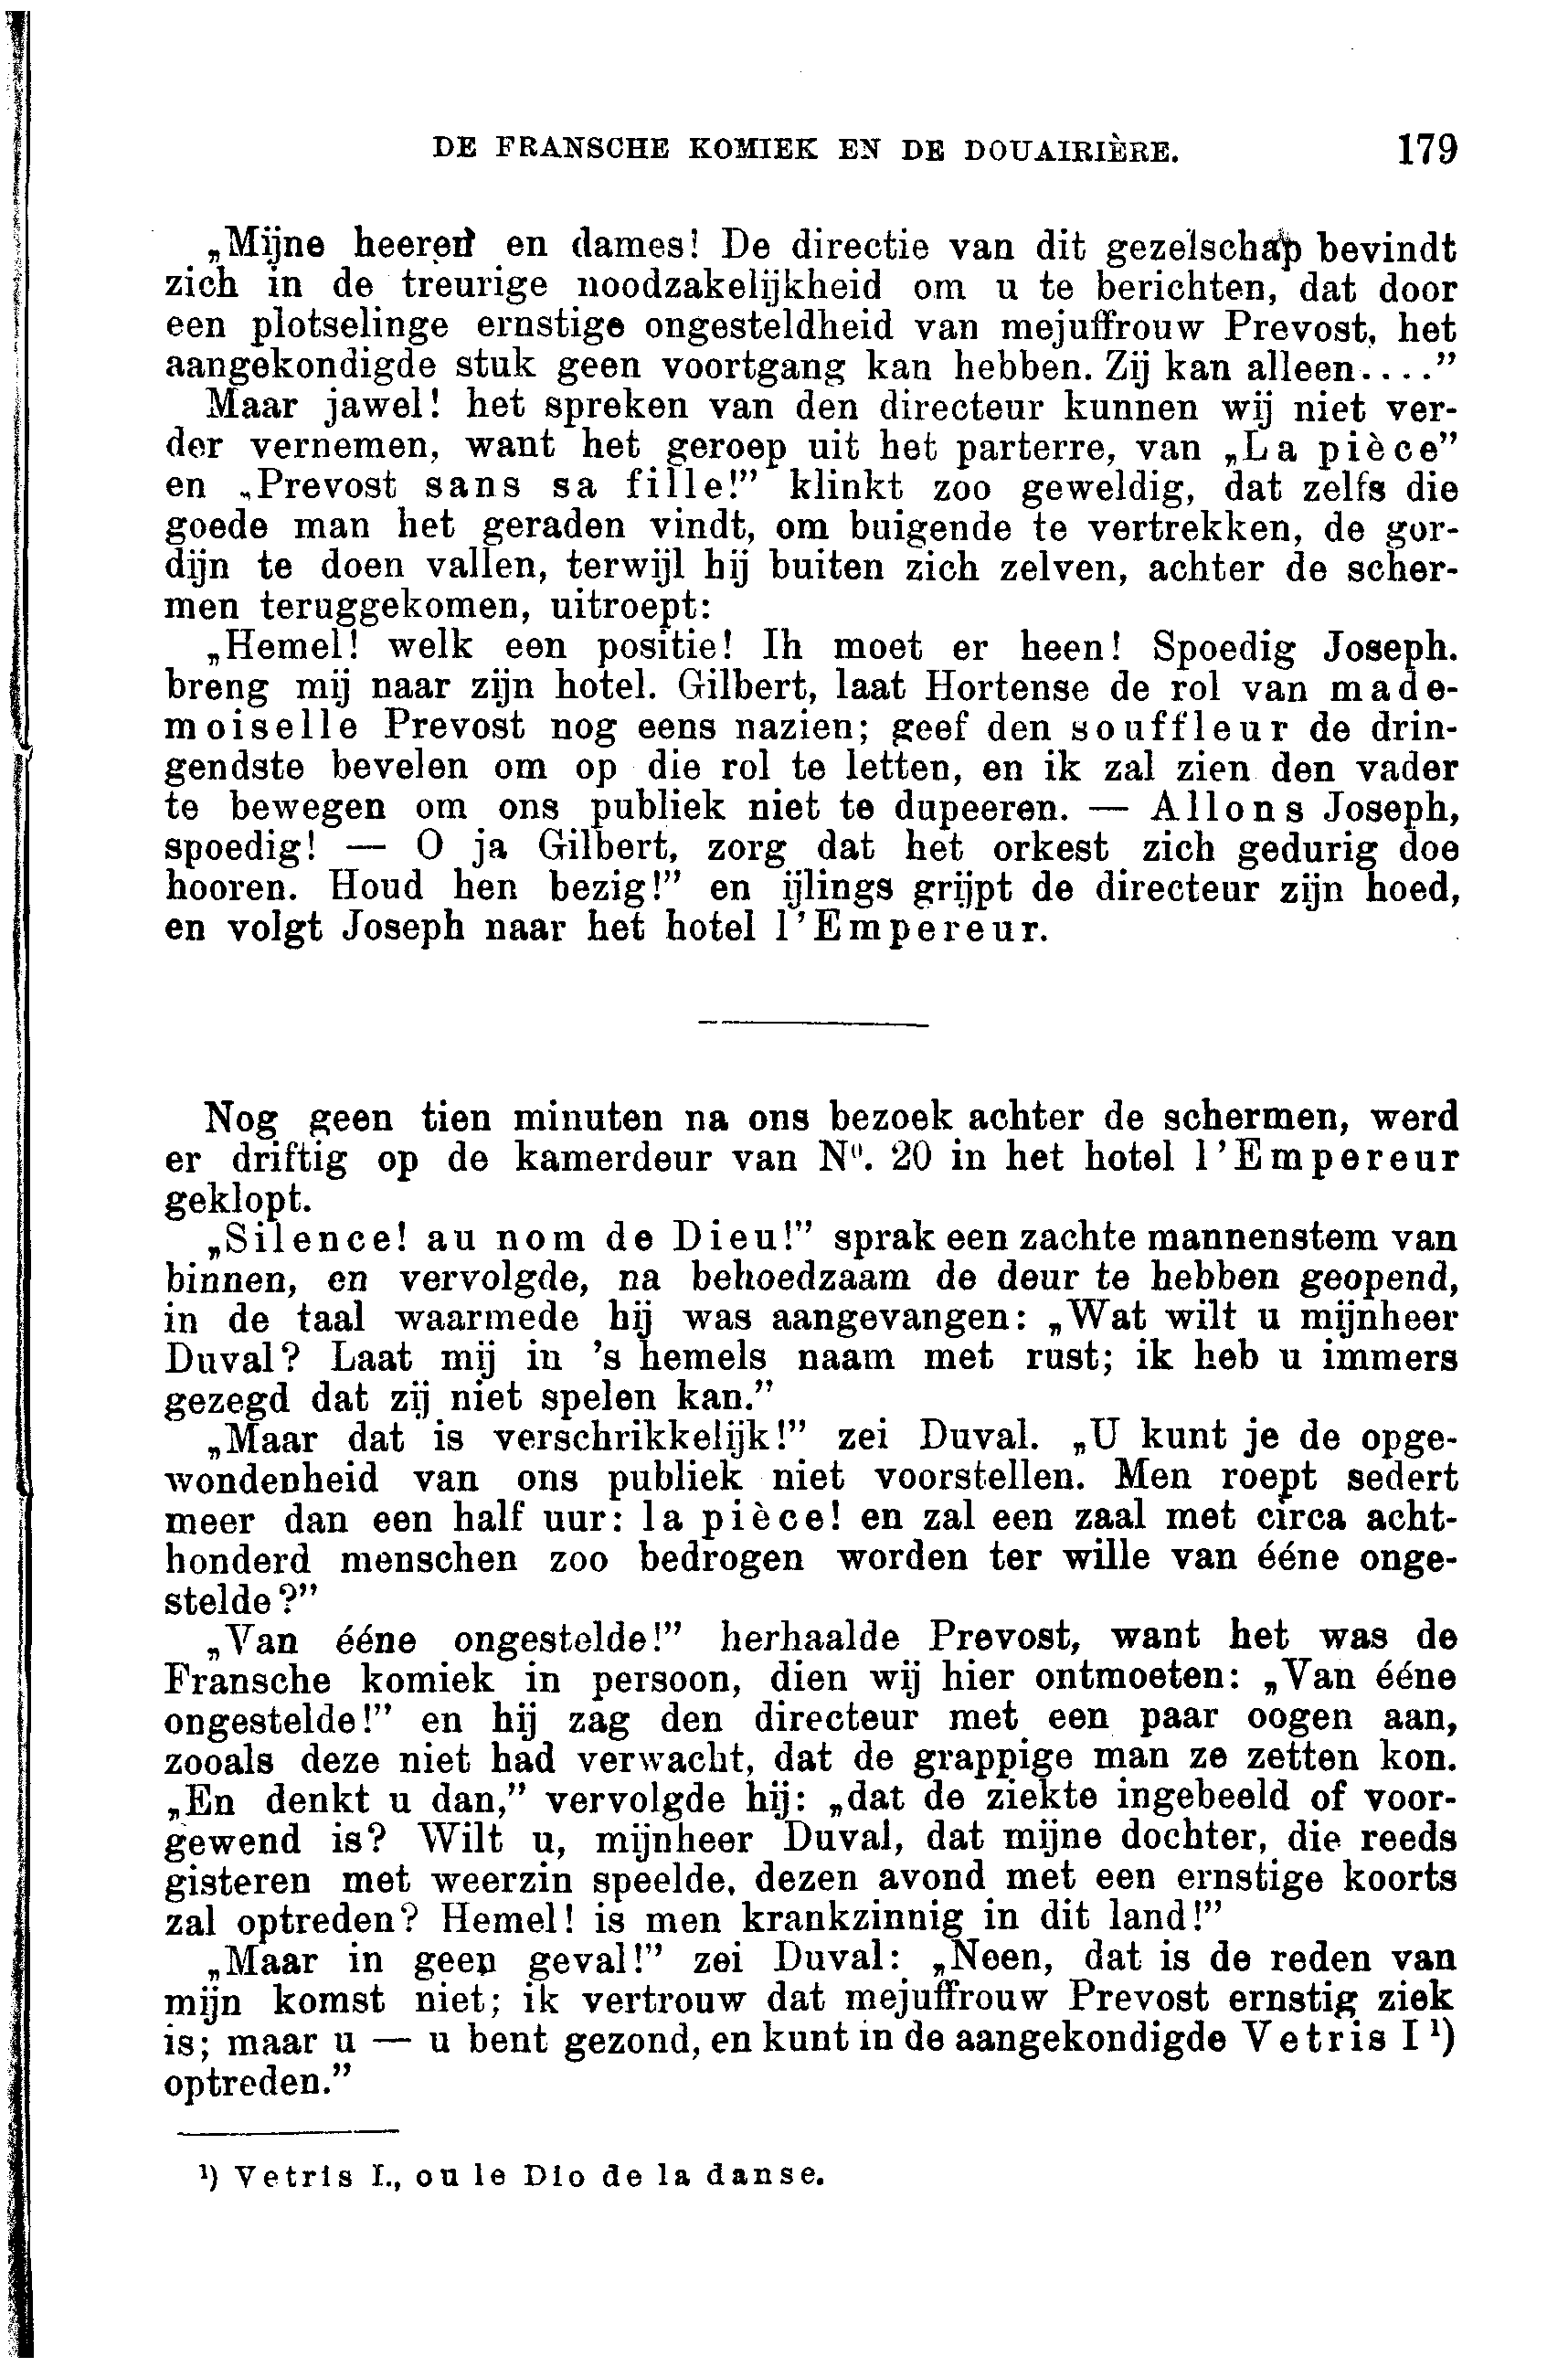 DE FRANSCHE KOMIEK EN DE DOUAIRIÈRE. 179
„Mijne heeren en dames! De directie van dit gezelschap bevindt
zich in de treurige noodzakelijkheid om u te berichten, dat door
een plotselinge ernstige ongesteldheid van mejuffrouw Prevost, het
aangekondigde stuk geen voortgang kan hebben. Zij kan alleen....”
Maar jawel! het spreken van den directeur kunnen wij niet ver-
der vernemen, want het geroep uit het parterre, van „La pièce”
en „Prevost sans sa fille!” klinkt zoo geweldig, dat zelfs die
goede man het geraden vindt, om buigende te vertrekken, de gor-
dijn te doen vallen, terwijl hij buiten zich zelven, achter de scher-
men teruggekomen, uitroept:
„Hemel! welk een positie! Ih moet er heen! Spoedig Joseph.
breng mij naar zijn hotel. Gilbert, laat Hortense de rol van made-
moiselle Prevost nog eens nazien; geef den souffleur de drin-
gendste bevelen om op die rol te letten, en ik zal zien den vader
te bewegen om ons publiek niet te dupeeren. — Allons Joseph,
spoedig! — O ja Gilbert, zorg dat het orkest zich gedurig doe
hooren. Houd hen bezig!” en ijlings grijpt de directeur zijn hoed,
en volgt Joseph naar het hotel l’Empereur.
Nog geen tien minuten na ons bezoek achter de schermen, werd
er driftig op de kamerdeur van Nº. 20 in het hotel l’Empereur
geklopt.
„Silence! au nom de Dieu!” sprak een zachte mannenstem van
binnen, en vervolgde, na behoedzaam de deur te hebben geopend,
in de taal waarmede hij was aangevangen: „Wat wilt u mijnheer
Duval? Laat mij in ’s hemels naam met rust; ik heb u immers
gezegd dat zij niet spelen kan.”
„Maar dat is verschrikkelijk!” zei Duval. „U kunt je de opge-
wondenheid van ons publiek niet voorstellen. Men roept sedert
meer dan een half uur: la pièce! en zal een zaal met circa acht-
honderd menschen zoo bedrogen worden ter wille van ééne onge-
stelde?”
„Van ééne ongestelde!” herhaalde Prevost, want het was de
Fransche komiek in persoon, dien wij hier ontmoeten: „Van ééne
ongestelde!” en hij zag den directeur met een paar oogen aan,
zooals deze niet had verwacht, dat de grappige man ze zetten kon.
„En denkt u dan,” vervolgde hij: „dat de ziekte ingebeeld of voor-
gewend is? Wilt u, mijnheer Duval, dat mijne dochter, die reeds
gisteren met weerzin speelde, dezen avond met een ernstige koorts
zal optreden? Hemel! is men krankzinnig in dit land!”
„Maar in geen geval!” zei Duval: „Neen, dat is de reden van
mijn komst niet; ik vertrouw dat mejuffrouw Prevost ernstig ziek
is; maar u — u bent gezond, en kunt in de aangekondigde Vetris I ¹)
optreden.”
¹) Vetris I., ou le Dio de la danse.